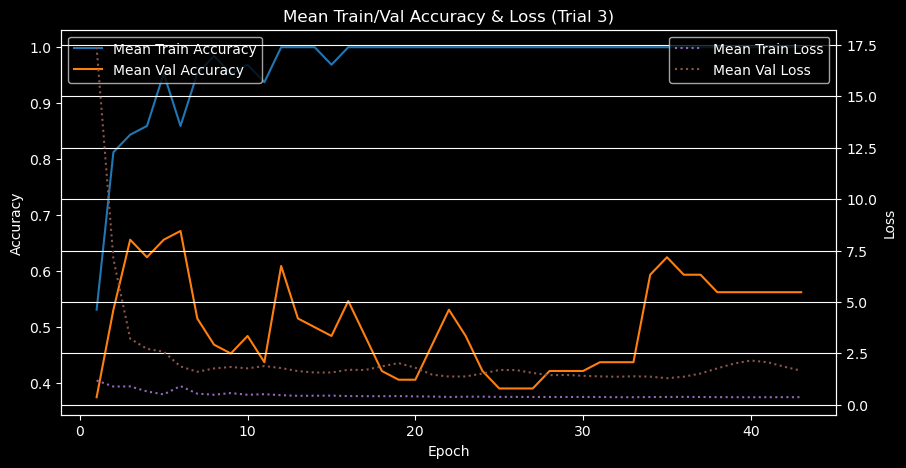 Mean Train/Val Accuracy & Loss (Trial 3)
Mean Train Accuracy
Mean Val Accuracy
Mean Train Loss
Mean Val Loss
1.0
0.9
0.8
0.7
0.6
0.5
0.4
Accuracy
17.5
15.0
12.5
10.0
7.5
5.0
2.5
0.0
Loss
0
10
20
30
40
Epoch